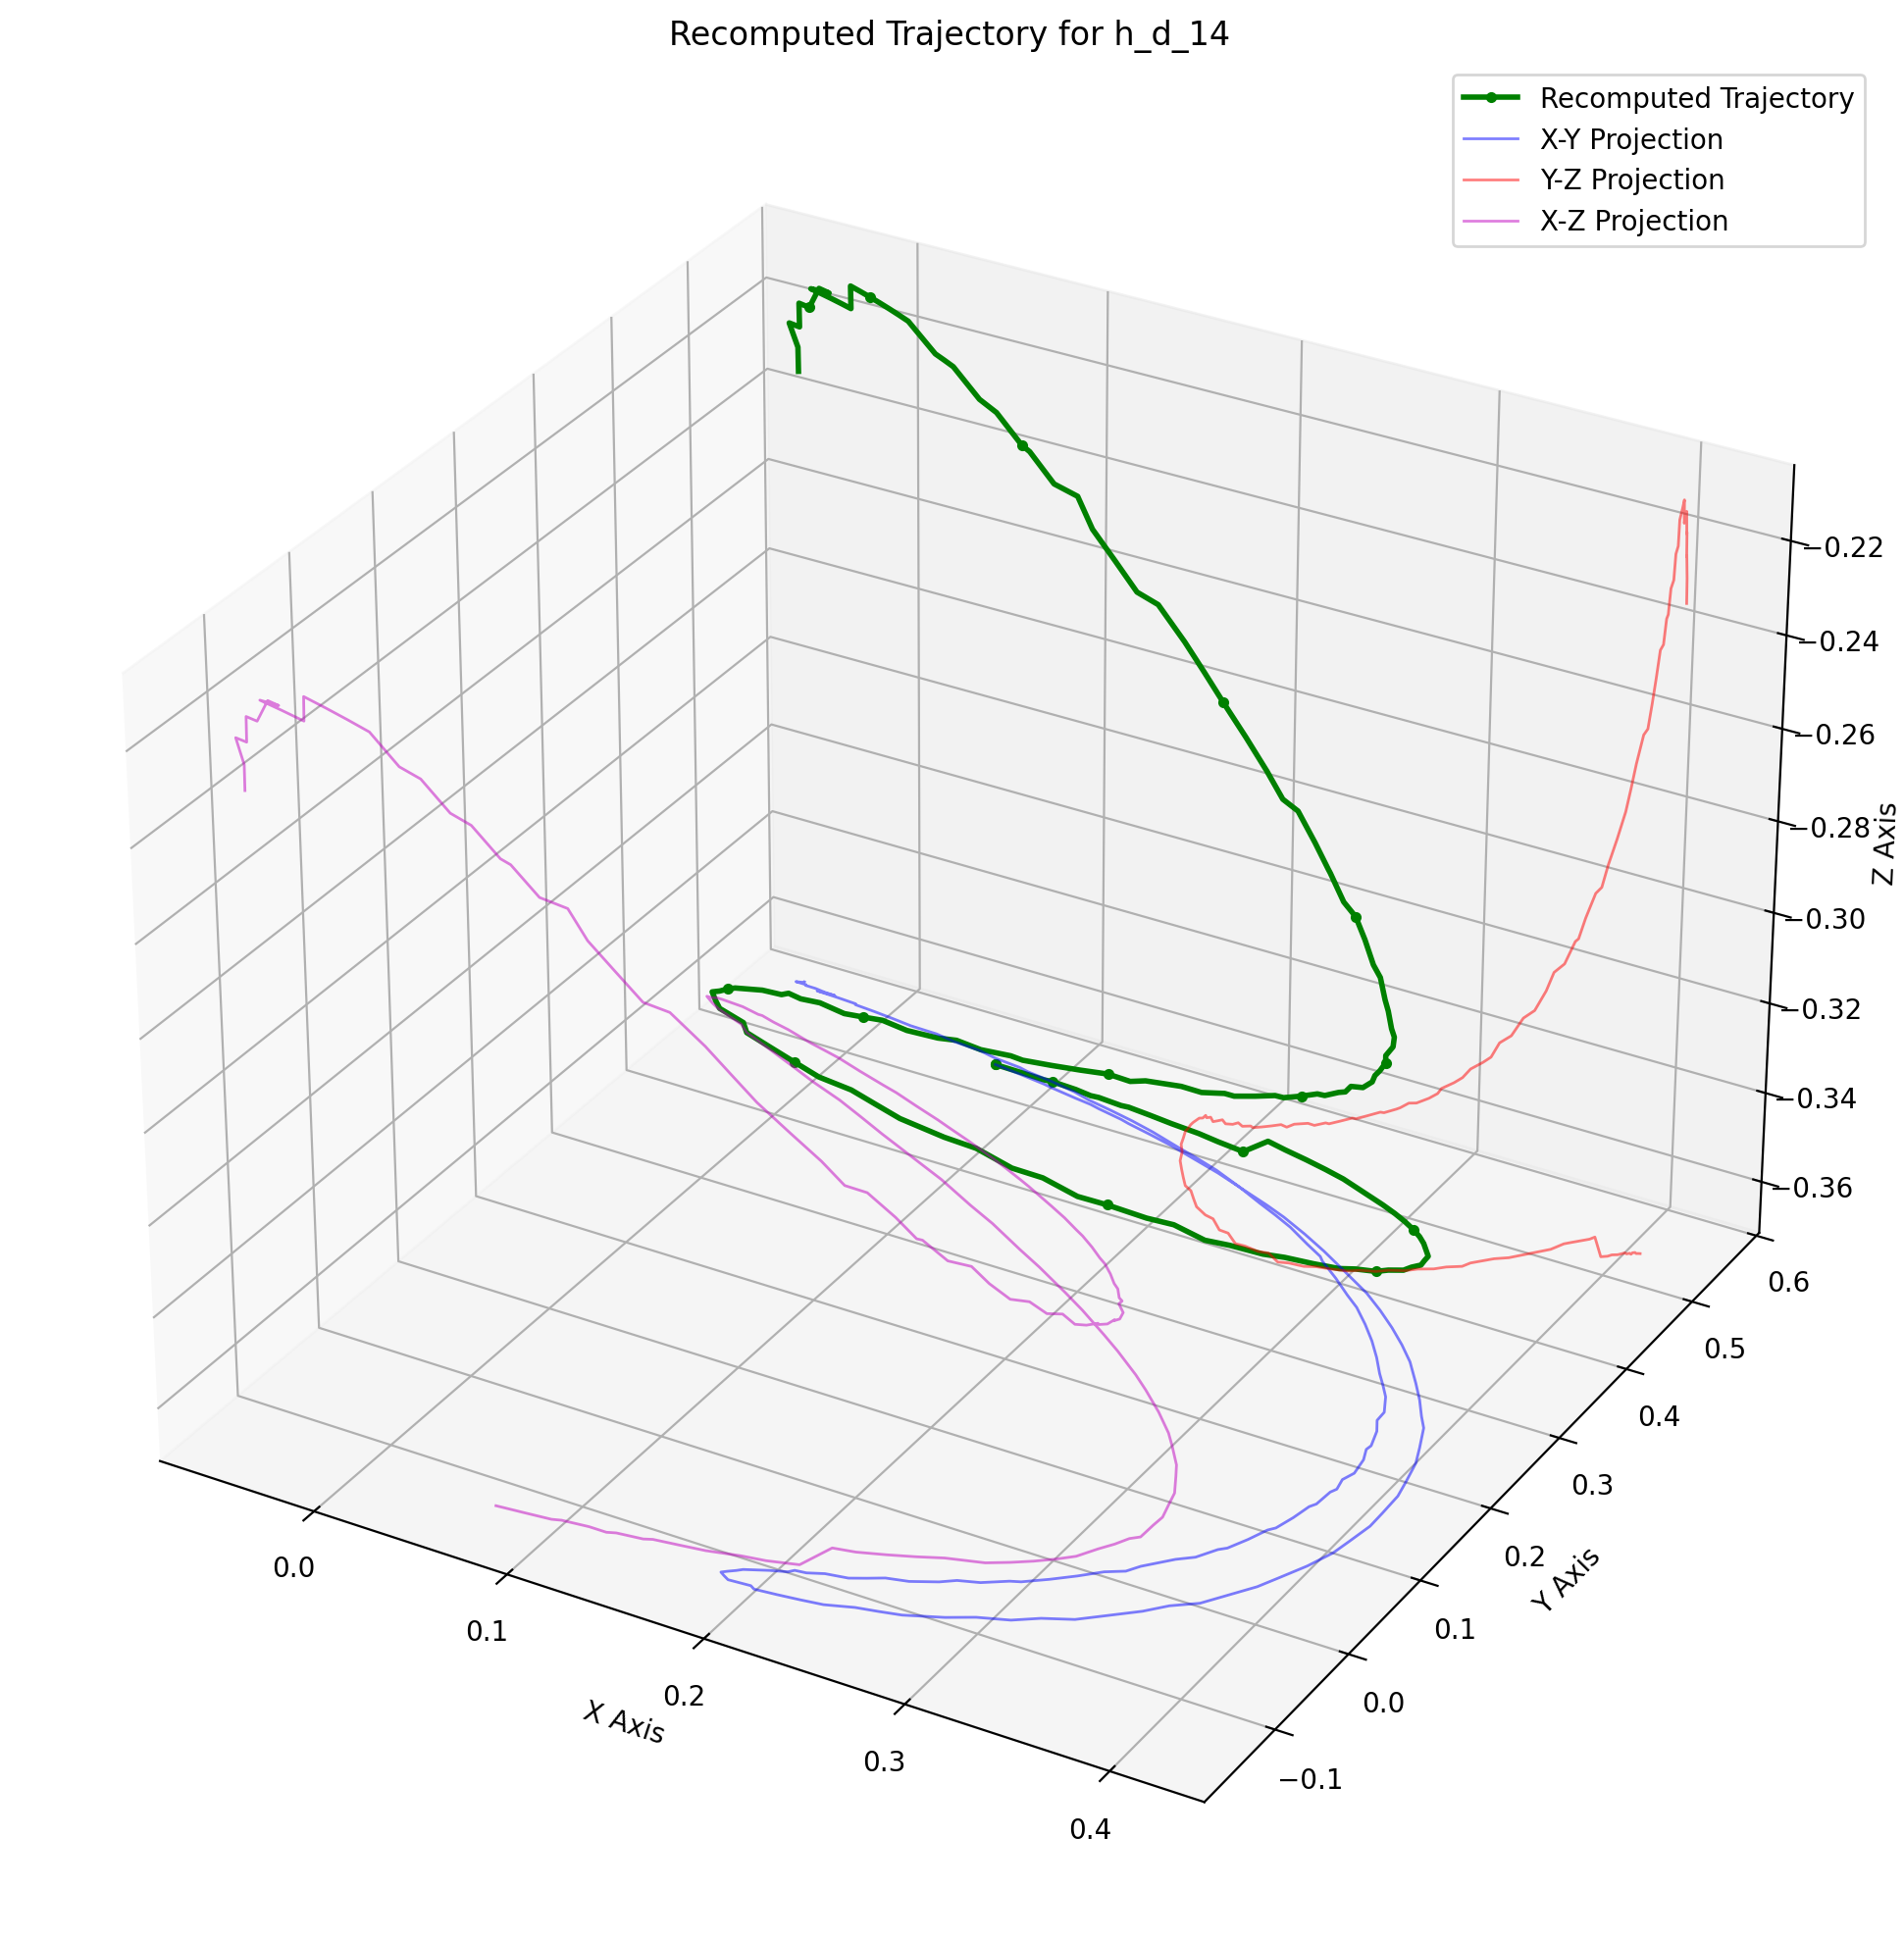 Recomputed Trajectory for h_d_14
Recomputed Trajectory
X-Y Projection
Y-Z Projection
X-Z Projection
−0.22
−0.24
−0.26
−0.28
−0.30
−0.32
−0.34
−0.36
Z Axis
0.6
0.5
0.4
0.3
0.2
0.1
0.0
−0.1
Y Axis
0.0
0.1
0.2
0.3
0.4
X Axis